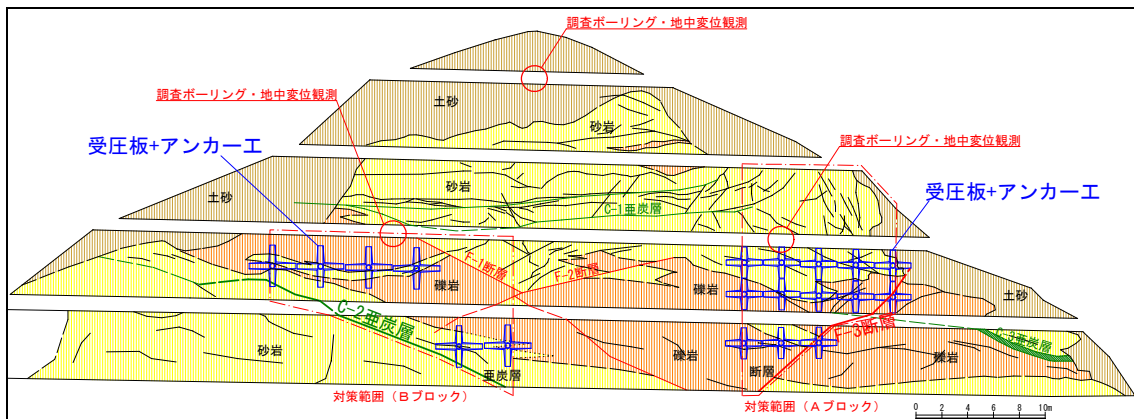 調査ボーリング・地中変位観測
調査ボーリング・地中変位観測
土砂
砂岩
調査ボーリング・地中変位観測
受圧板+アンカー工
受圧板+アンカー工
砂岩
C-1亜炭層
土砂
F-1断層
F-2断層
礫岩
礫岩
土砂
C-2亜炭層
F-3断層
C-3亜炭層
砂岩
礫岩
礫岩
亜炭層
断層
対策範囲（Bブロック）
対策範囲（Aブロック）
0 2 4 6 8 10m